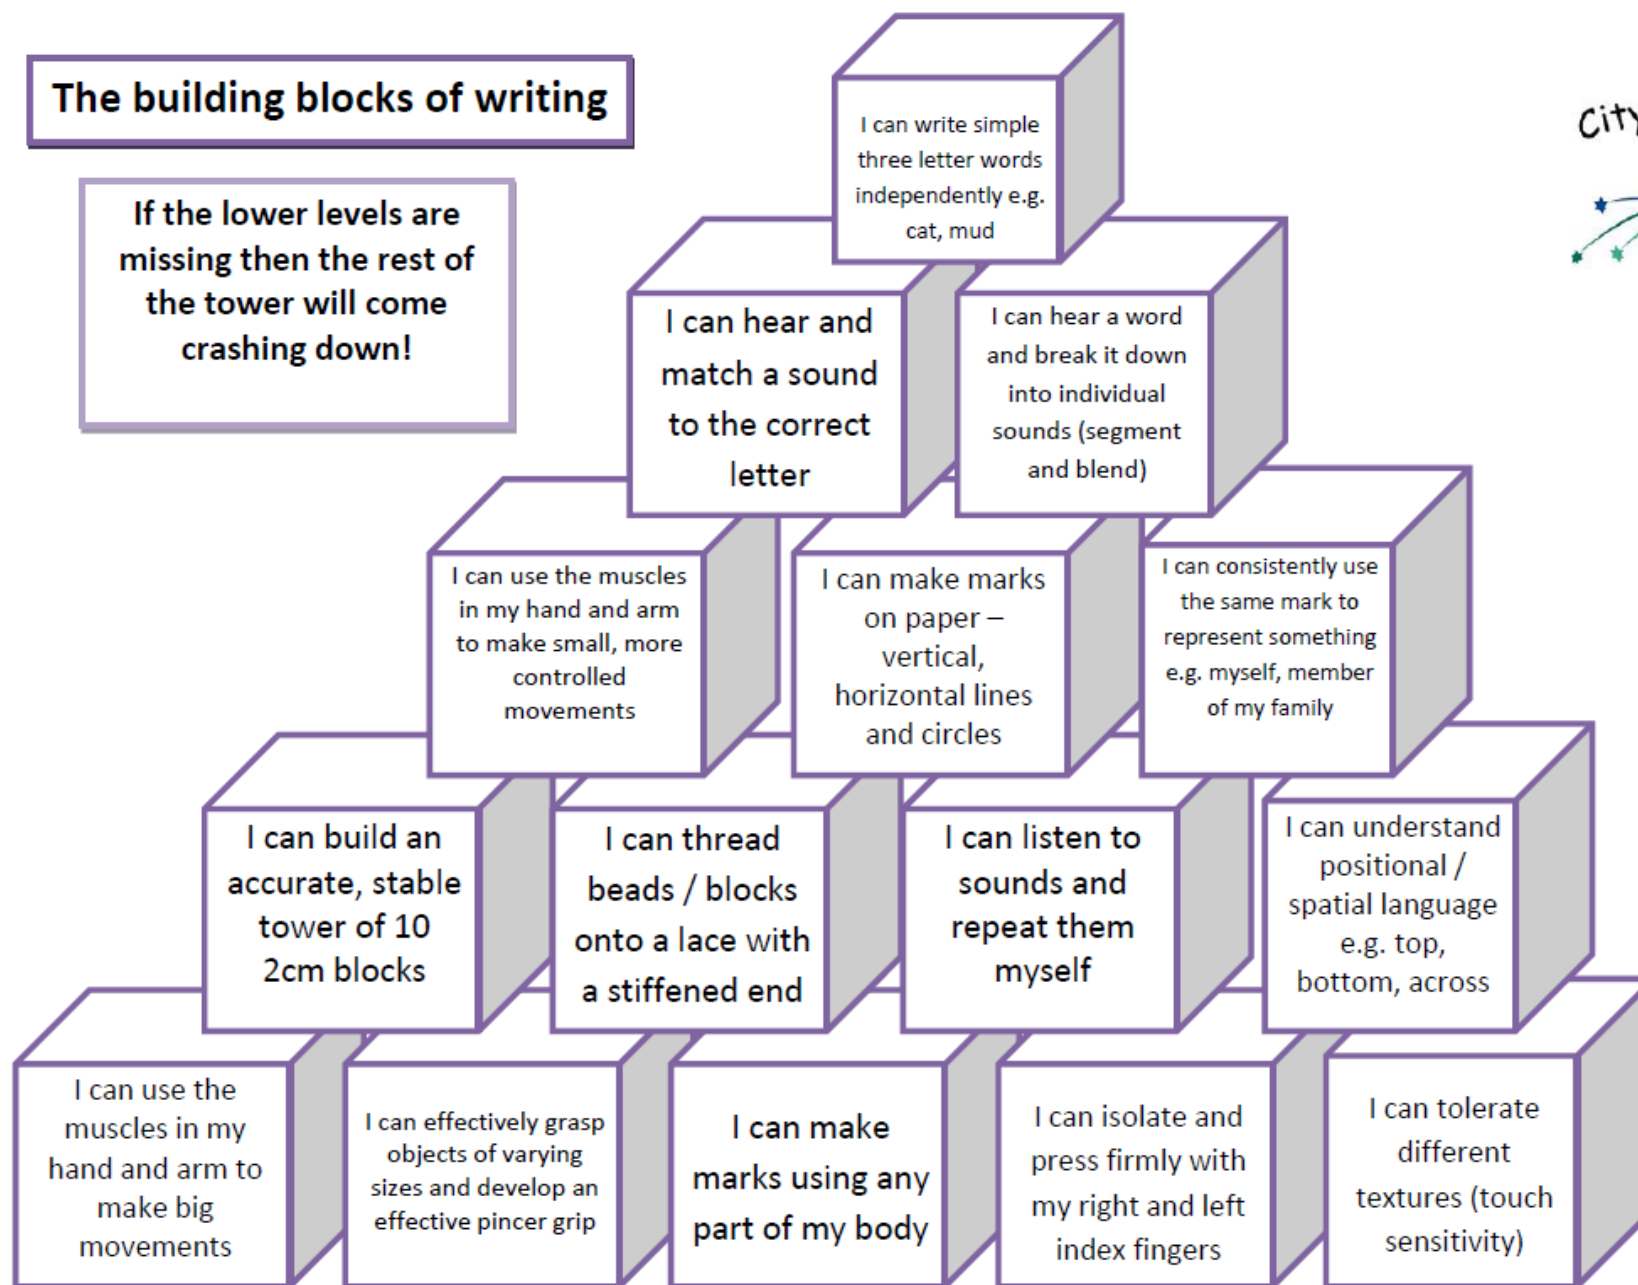 The building blocks of writing
If the lower levels are
missing then the rest of
the tower will come
crashing down!
City
I can write simple
three letter words
independently e.g.
cat, mud
I can hear and
match a sound
to the correct
letter
I can hear a word
and break it down
into individual
sounds (segment
and blend)
I can use the muscles
in my hand and arm
to make small, more
controlled
movements
I can make marks
on paper –
vertical,
horizontal lines
and circles
I can consistently use
the same mark to
represent something
e.g. myself, member
of my family
I can build an
accurate, stable
tower of 10
2cm blocks
I can thread
beads / blocks
onto a lace with
a stiffened end
I can listen to
sounds and
repeat them
myself
I can understand
positional /
spatial language
e.g. top,
bottom, across
I can use the
muscles in my
hand and arm to
make big
movements
I can effectively grasp
objects of varying
sizes and develop an
effective pincer grip
I can make
marks using any
part of my body
I can isolate and
press firmly with
my right and left
index fingers
I can tolerate
different
textures (touch
sensitivity)